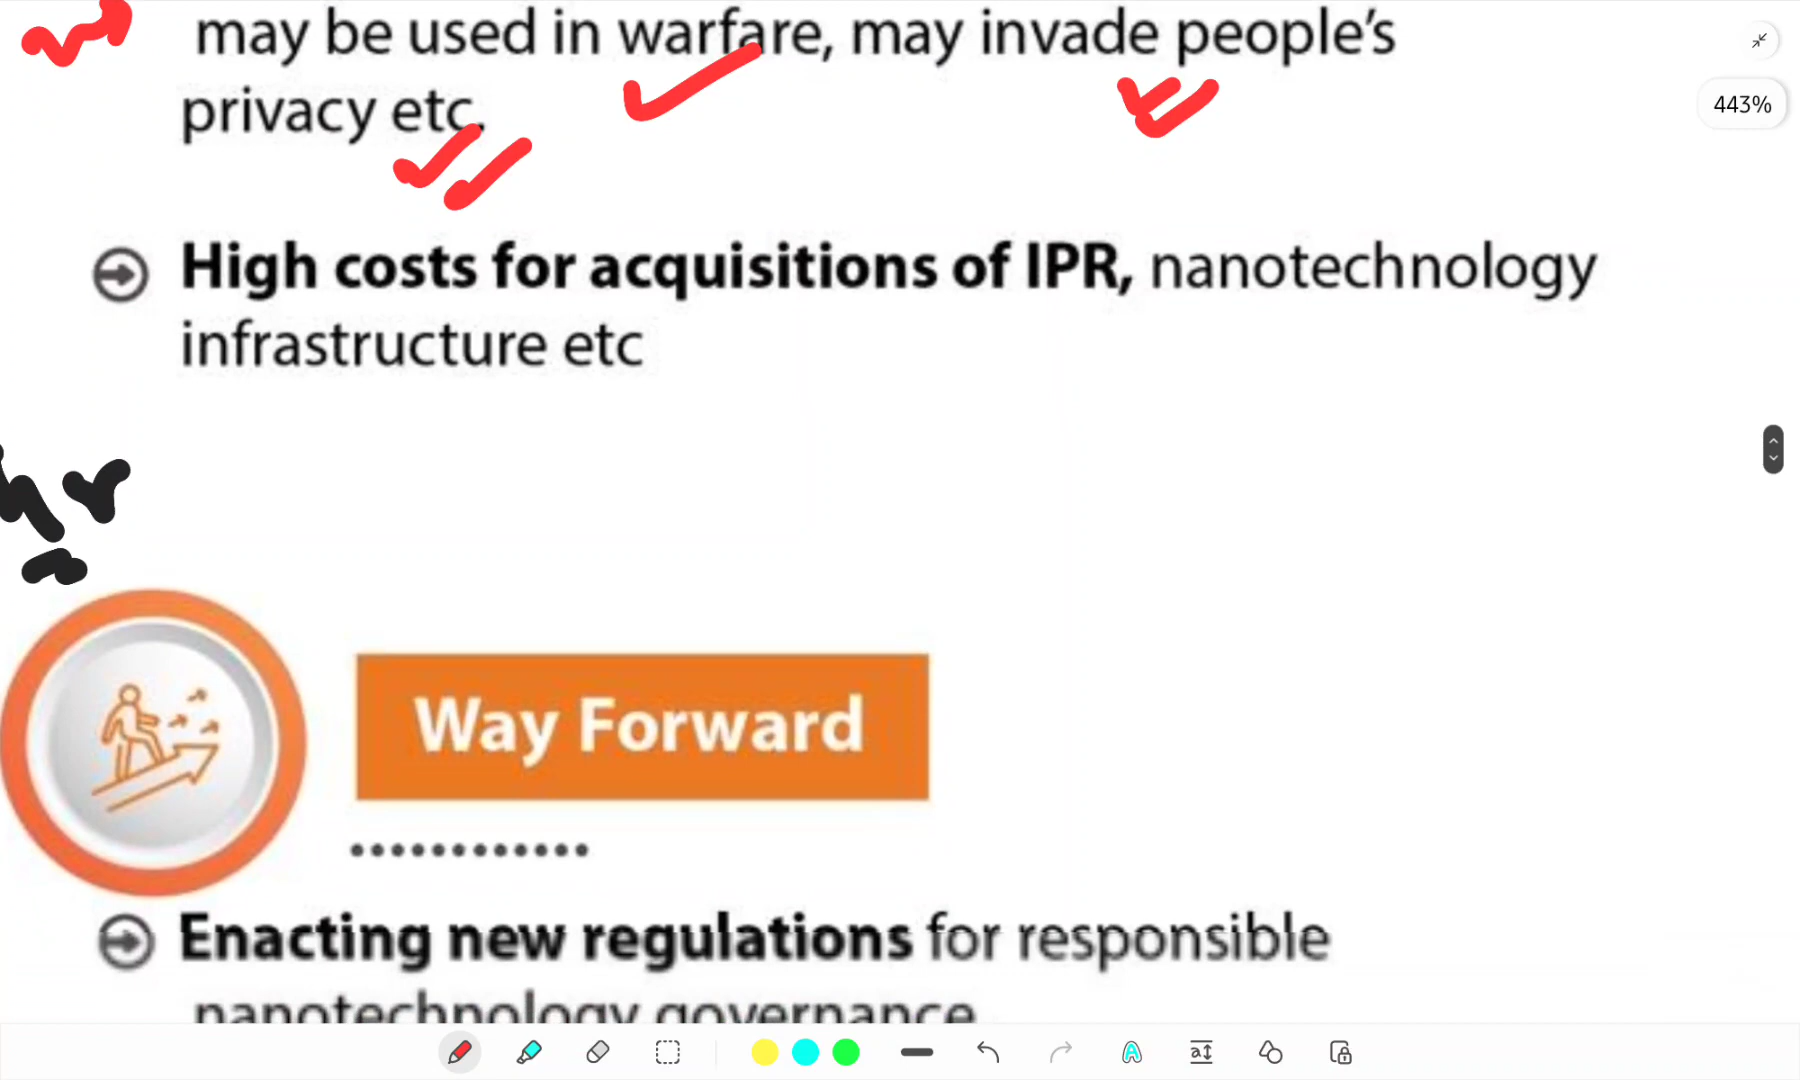 may be used in warfare, may invade people's
privacy etc.
High costs for acquisitions of IPR, nanotechnology
infrastructure etc
Way Forward
Enacting new regulations for responsible
nanotechnology governance
443%